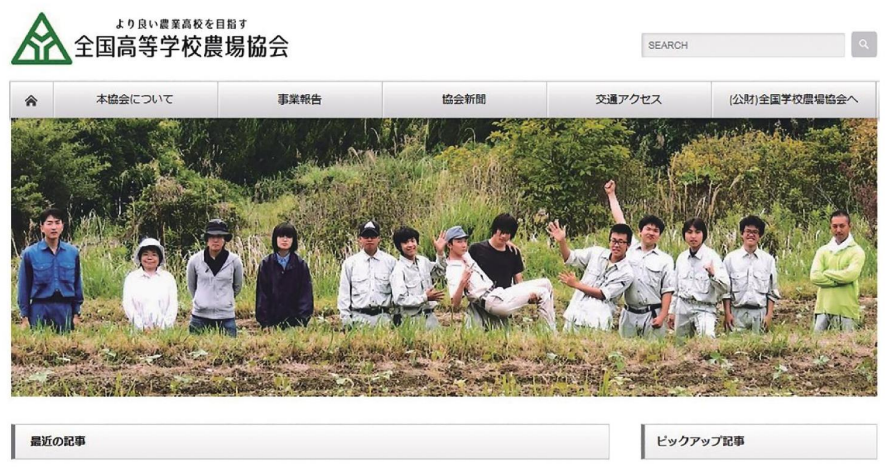 より良い農業高校を目指す
全国高等学校農場協会
SEARCH
本協会について
事業報告
協会新聞
交通アクセス
(公財)全国学校農場協会へ
最近の記事
ピックアップ記事